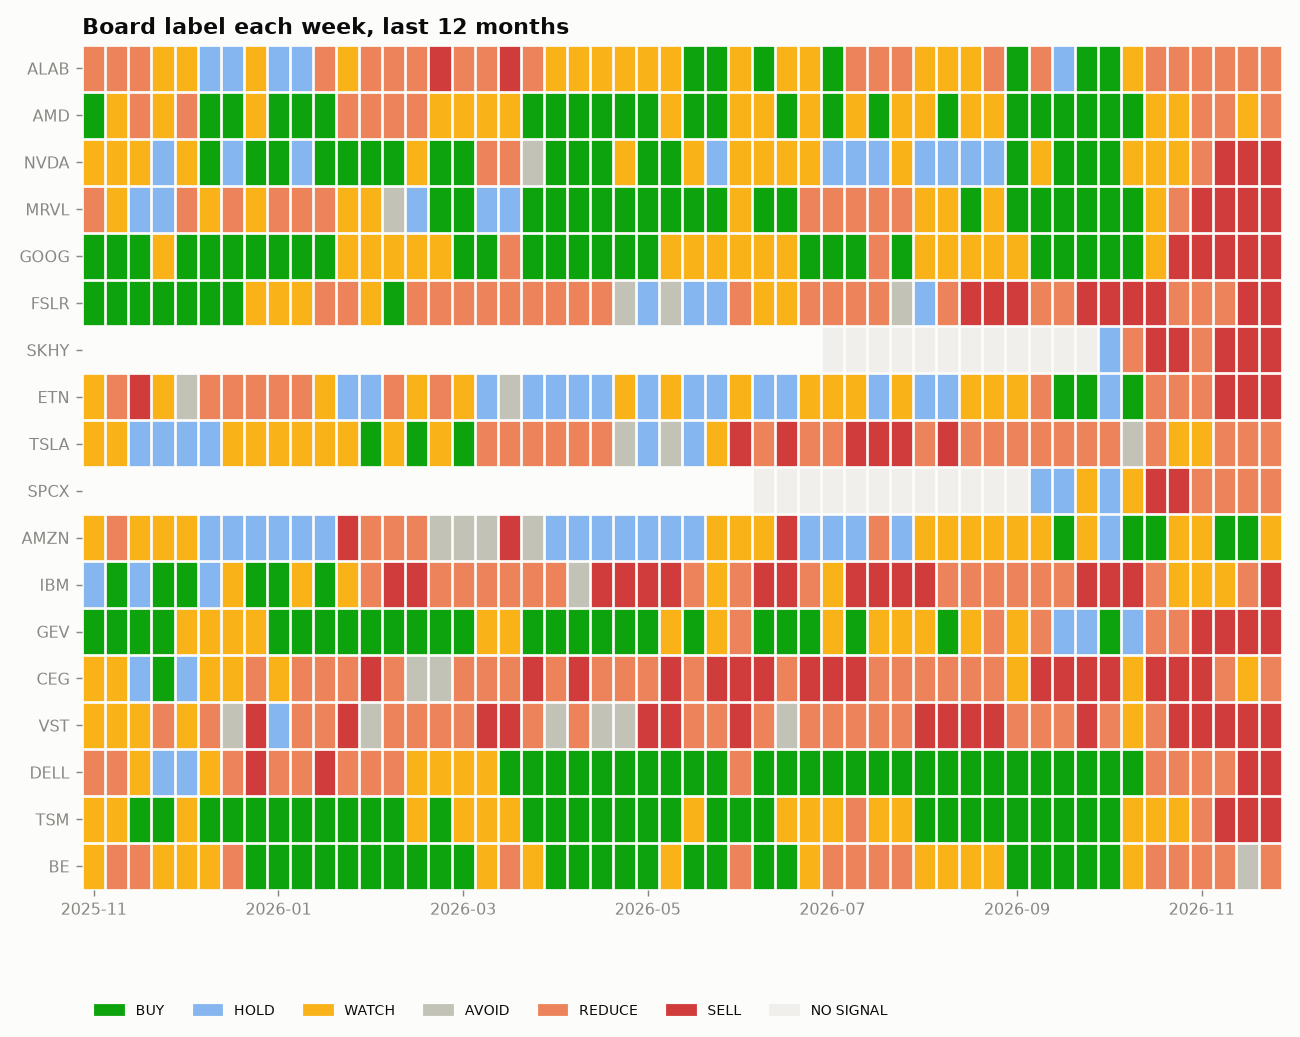 Board label each week, last 12 months
ALAB
AMD
NVDA
MRVL
GOOG
FSLR
SKHY
ETN
TSLA
SPCX
AMZN
IBM
GEV
CEG
VST
DELL
TSM
BE
2025-11 2026-01 2026-03 2026-05 2026-07 2026-09 2026-11
BUY HOLD WATCH AVOID REDUCE SELL NO SIGNAL